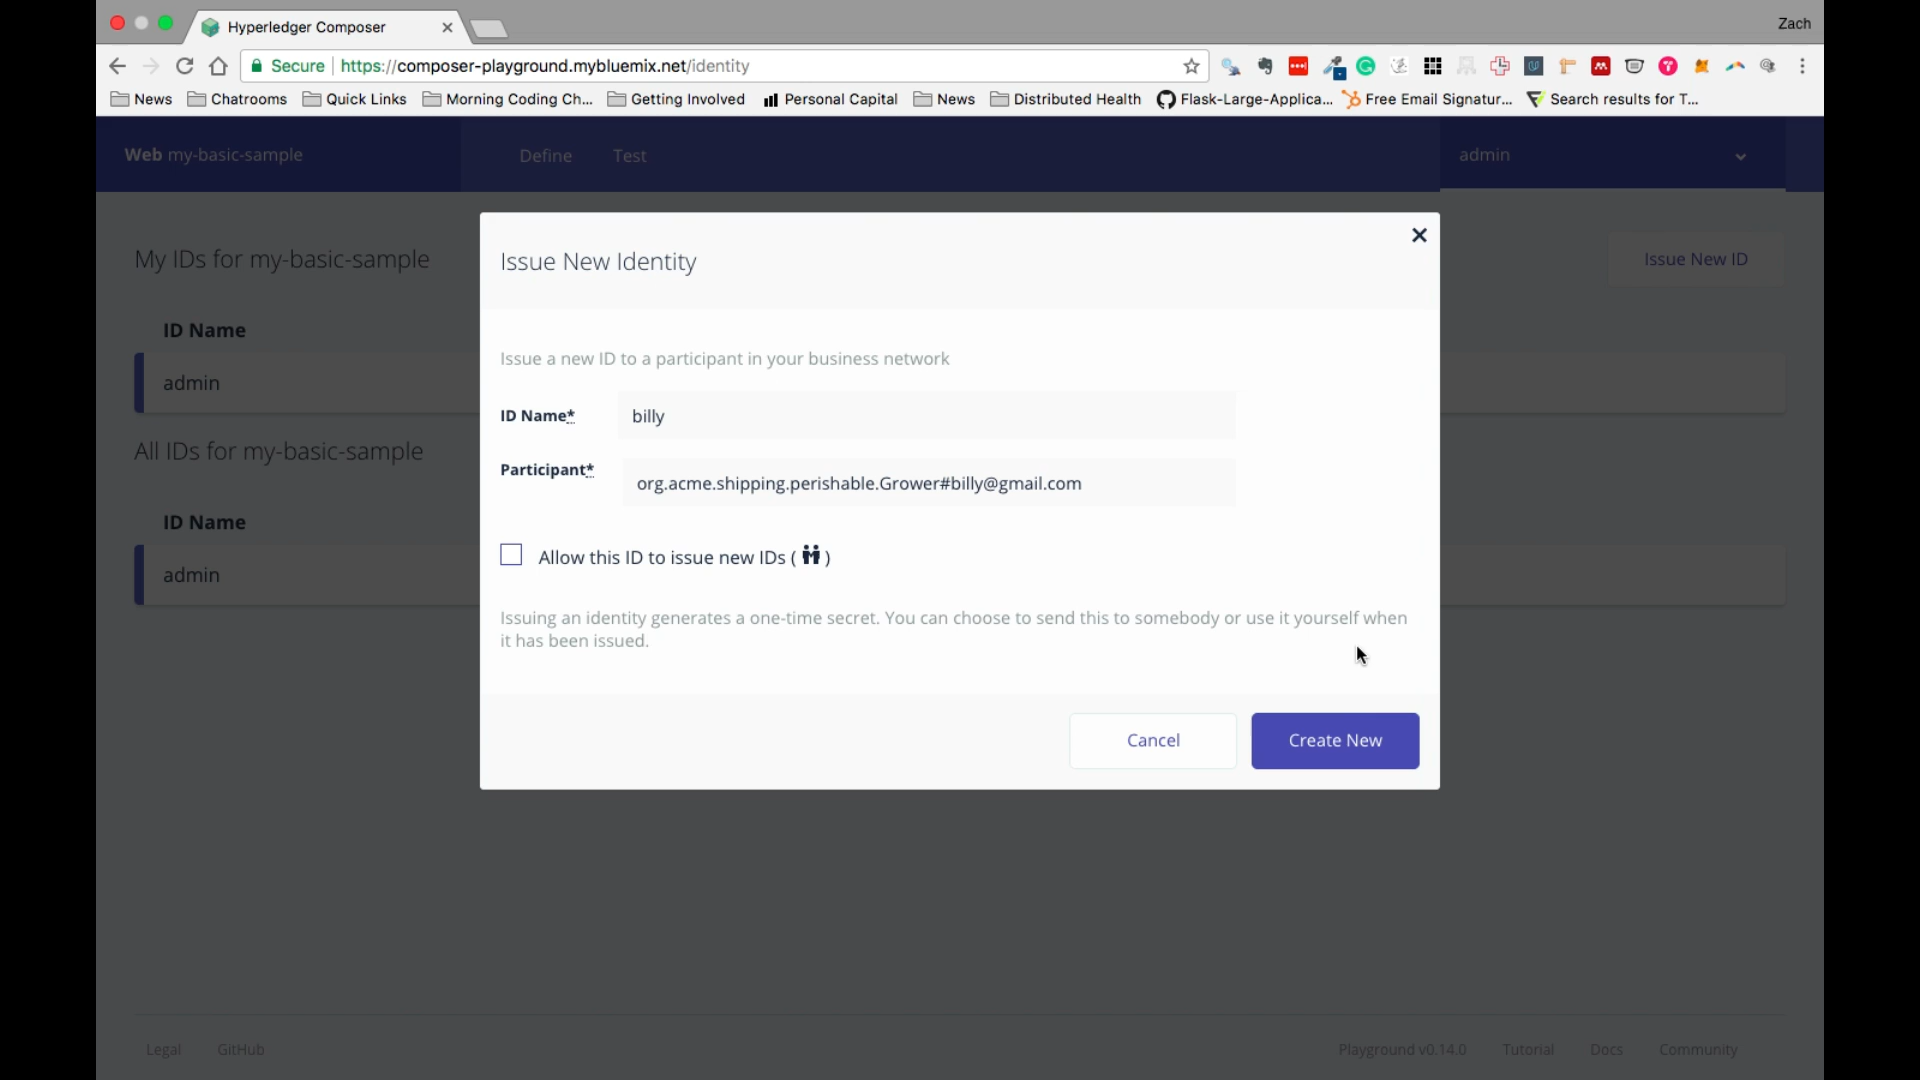 Hyperledger Composer
Zach
Secure https://composer-playground.mybluemix.net/identity
News Chatrooms Quick Links Morning Coding Ch... Getting Involved Personal Capital News Distributed Health Flask-Large-Applica... Free Email Signatur... Search results for T...
Web my-basic-sample Define Test admin
My IDs for my-basic-sample
Issue New ID
ID Name
admin
All IDs for my-basic-sample
ID Name
admin
Issue New Identity
Issue a new ID to a participant in your business network
ID Name* billy
Participant* org.acme.shipping.perishable.Grower#billy@gmail.com
Allow this ID to issue new IDs ( )
Issuing an identity generates a one-time secret. You can choose to send this to somebody or use it yourself when
it has been issued.
Cancel Create New
Legal GitHub Playground v0.14.0 Tutorial Docs Community